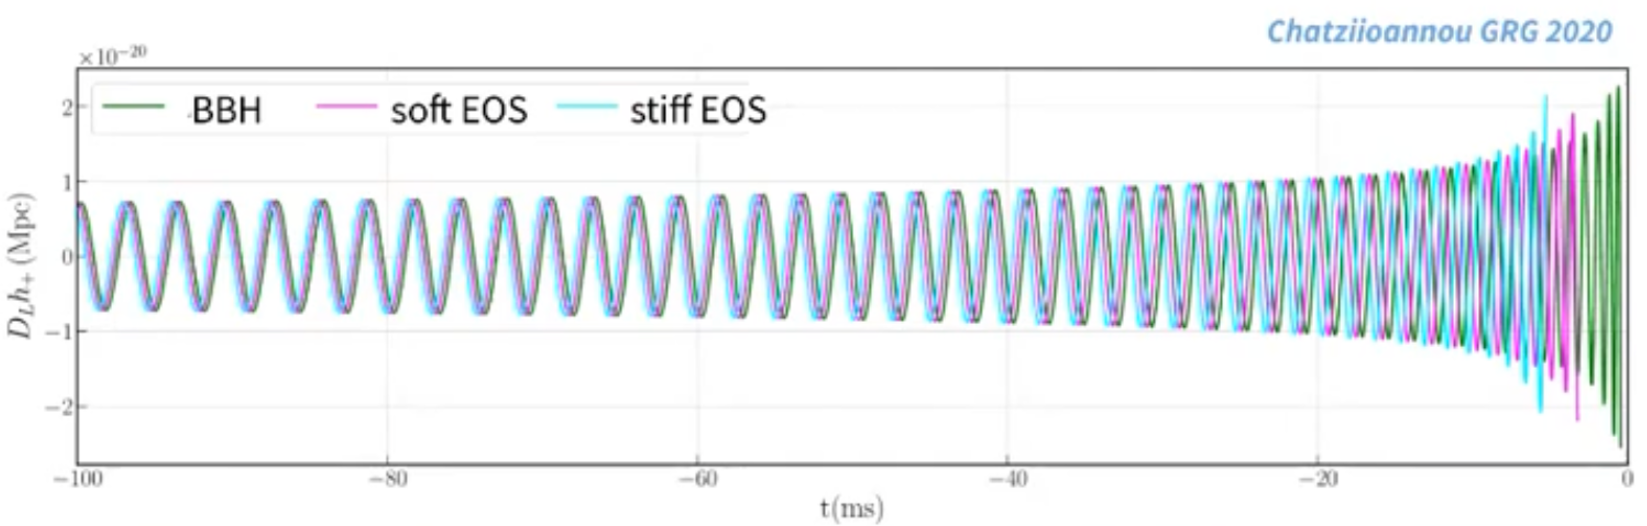 Chatziioannou GRG 2020
×10⁻²⁰
BBH soft EOS stiff EOS
2
1
0
−1
−2
D_L h_+ (Mpc)
−100 −80 −60 −40 −20 0
t(ms)